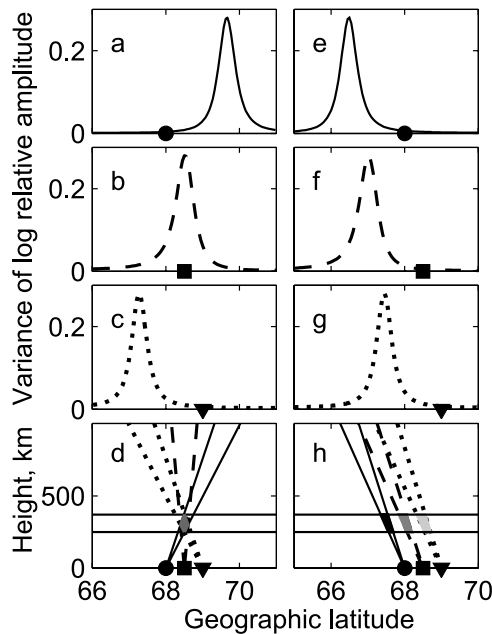 Variance of log relative amplitude
Height, km
a
0.2
0
e
b
0.2
0
f
c
0.2
0
g
d
500
0
h
66 68 70
66 68 70
Geographic latitude